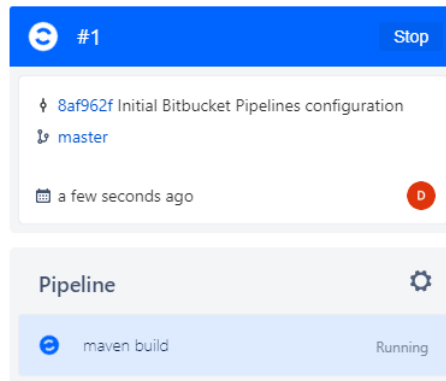 #1 Stop
8af962f Initial Bitbucket Pipelines configuration
master
a few seconds ago D
Pipeline
maven build Running